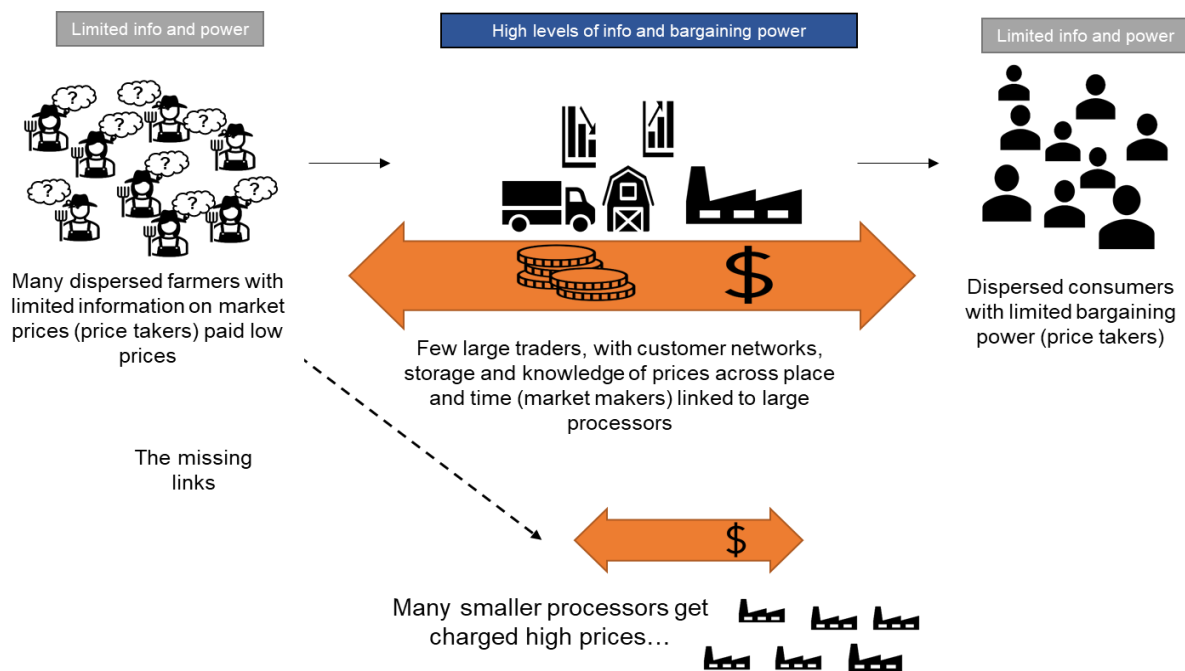 Limited info and power
High levels of info and bargaining power
Limited info and power
? ? ? ? ? ? ? ? ?
Many dispersed farmers with
limited information on market
prices (price takers) paid low
prices
$
Few large traders, with customer networks,
storage and knowledge of prices across place
and time (market makers) linked to large
processors
Dispersed consumers
with limited bargaining
power (price takers)
The missing
links
$
Many smaller processors get
charged high prices…